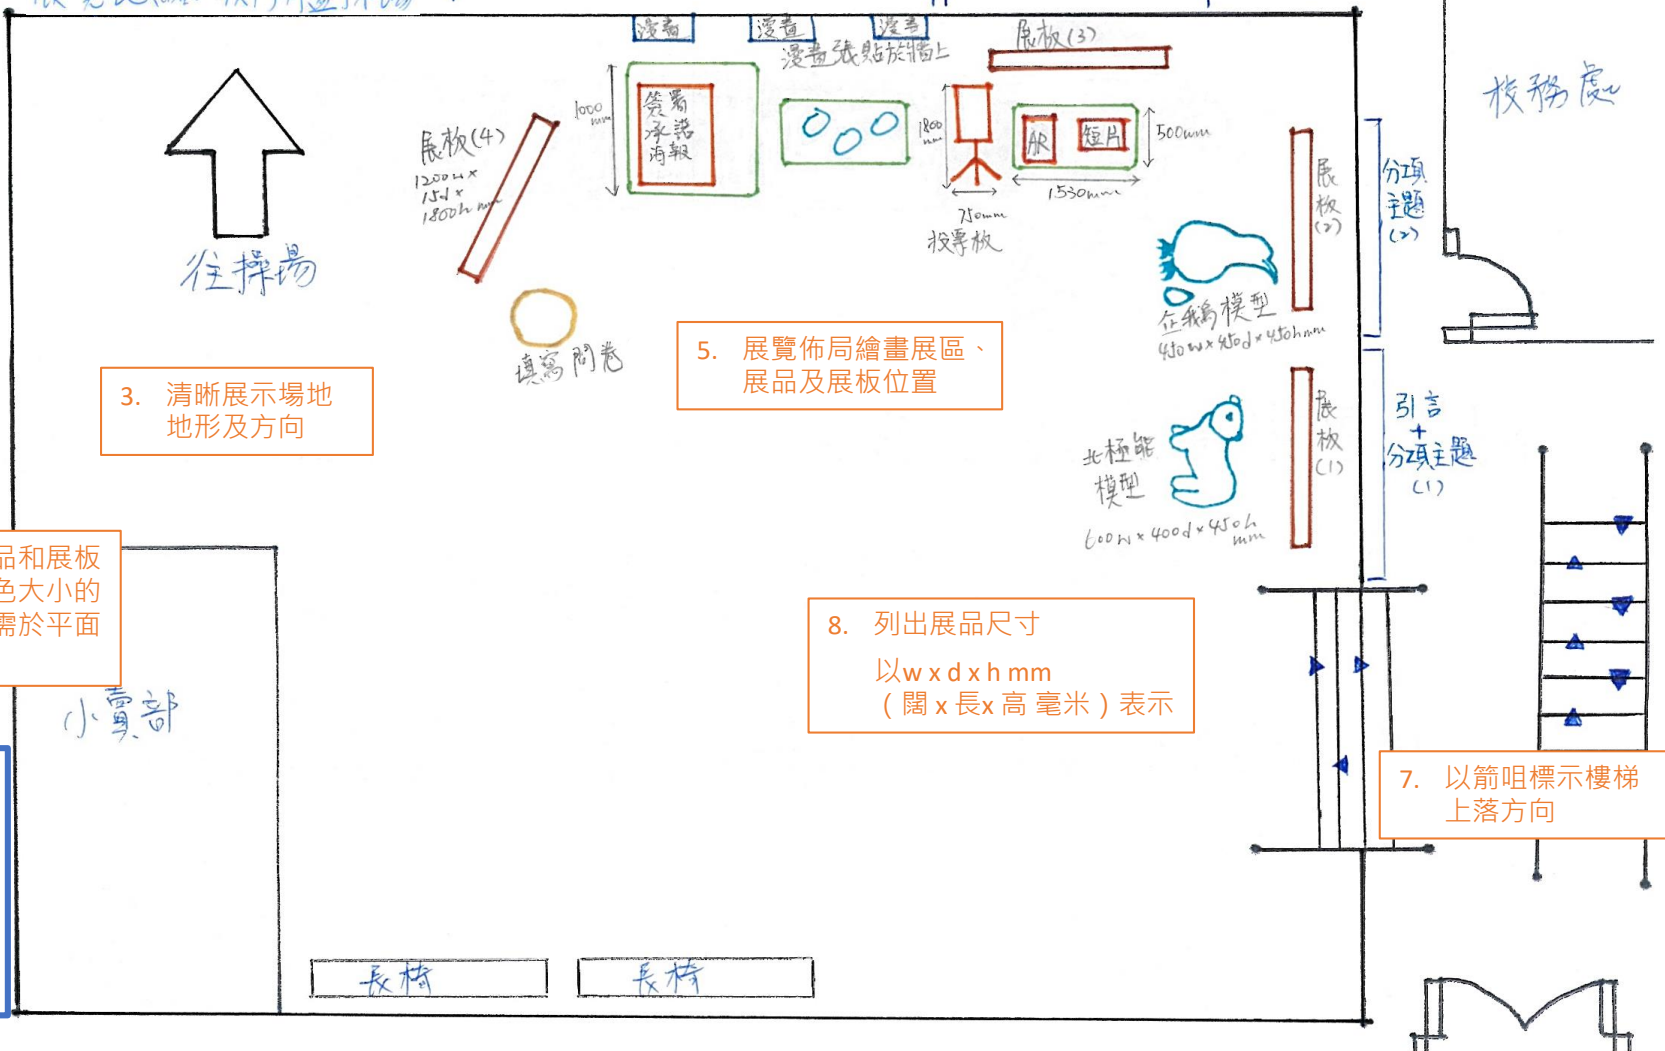 漫畫
漫畫
漫畫
漫畫張貼於牆上
展板(3)
校務處
往操場
展板(4)
1200w x
15d x
1800h mm
1000
mm
簽署
承諾
海報
1800
mm
750mm
投票板
AR
短片
500mm
1530mm
展
板
(2)
分項
主題
(2)
企鵝模型
450w x 450d x 450h mm
填寫問卷
5. 展覽佈局繪畫展區、
展品及展板位置
3. 清晰展示場地
地形及方向
北極熊
模型
600w x 400d x 450h
mm
展
板
(1)
引言
+
分項主題
(1)
品和展板
色大小的
需於平面
小賣部
8. 列出展品尺寸
以w x d x h mm
（闊 x 長x 高 毫米）表示
7. 以箭咀標示樓梯
上落方向
長椅
長椅